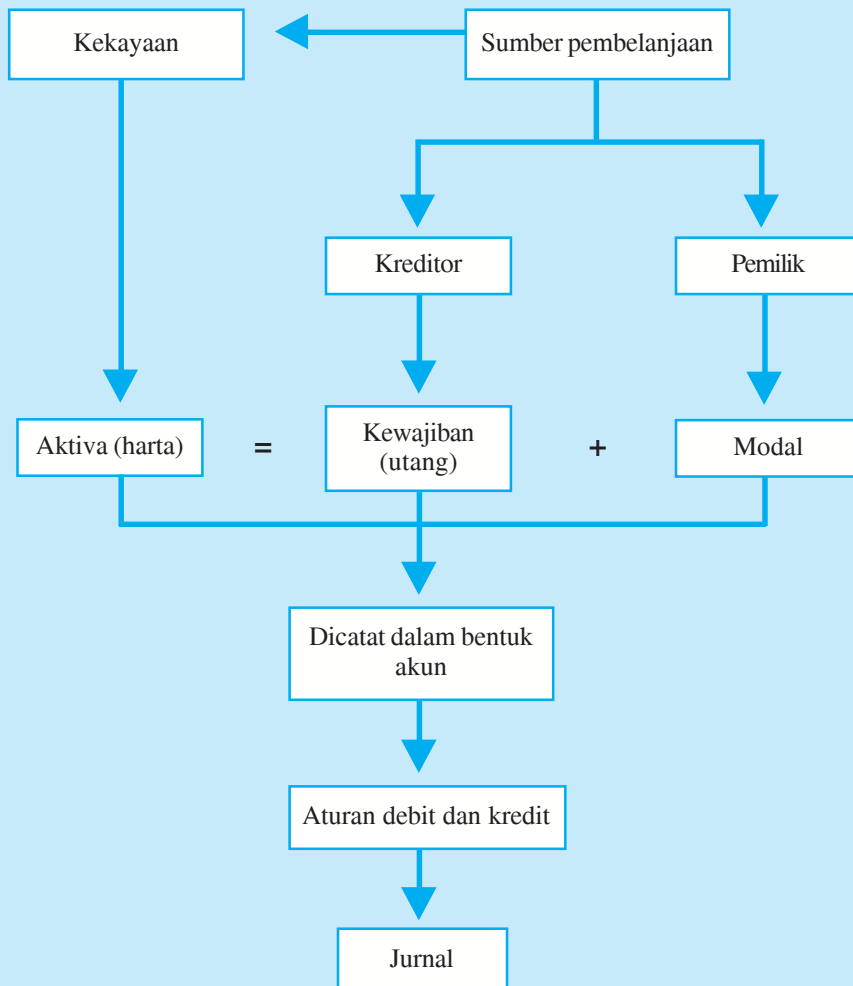 Kekayaan
Sumber pembelanjaan
Kreditor
Pemilik
Aktiva (harta)
=
Kewajiban
(utang)
+
Modal
Dicatat dalam bentuk
akun
Aturan debit dan kredit
Jurnal